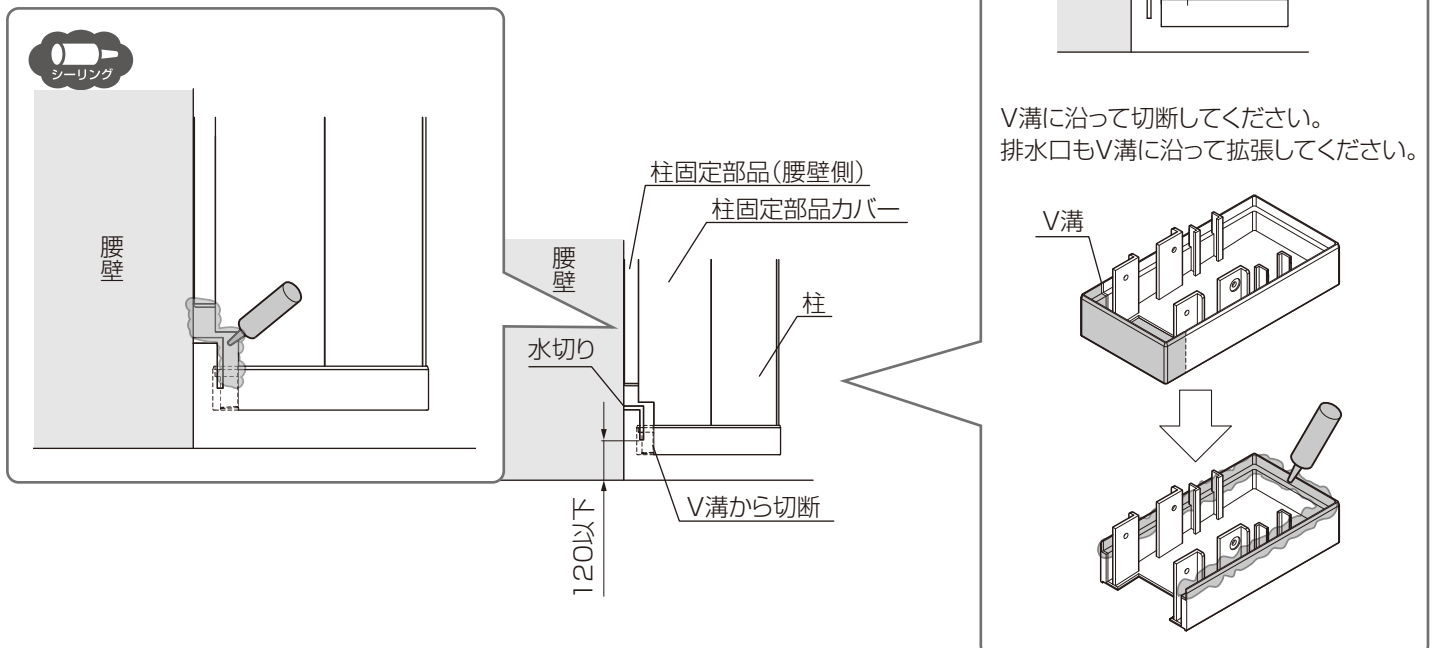 シーリング
腰壁
柱固定部品(腰壁側)
柱固定部品カバー
腰壁
柱
水切り
V溝から切断
120以下
V溝に沿って切断してください。
排水口もV溝に沿って拡張してください。
V溝